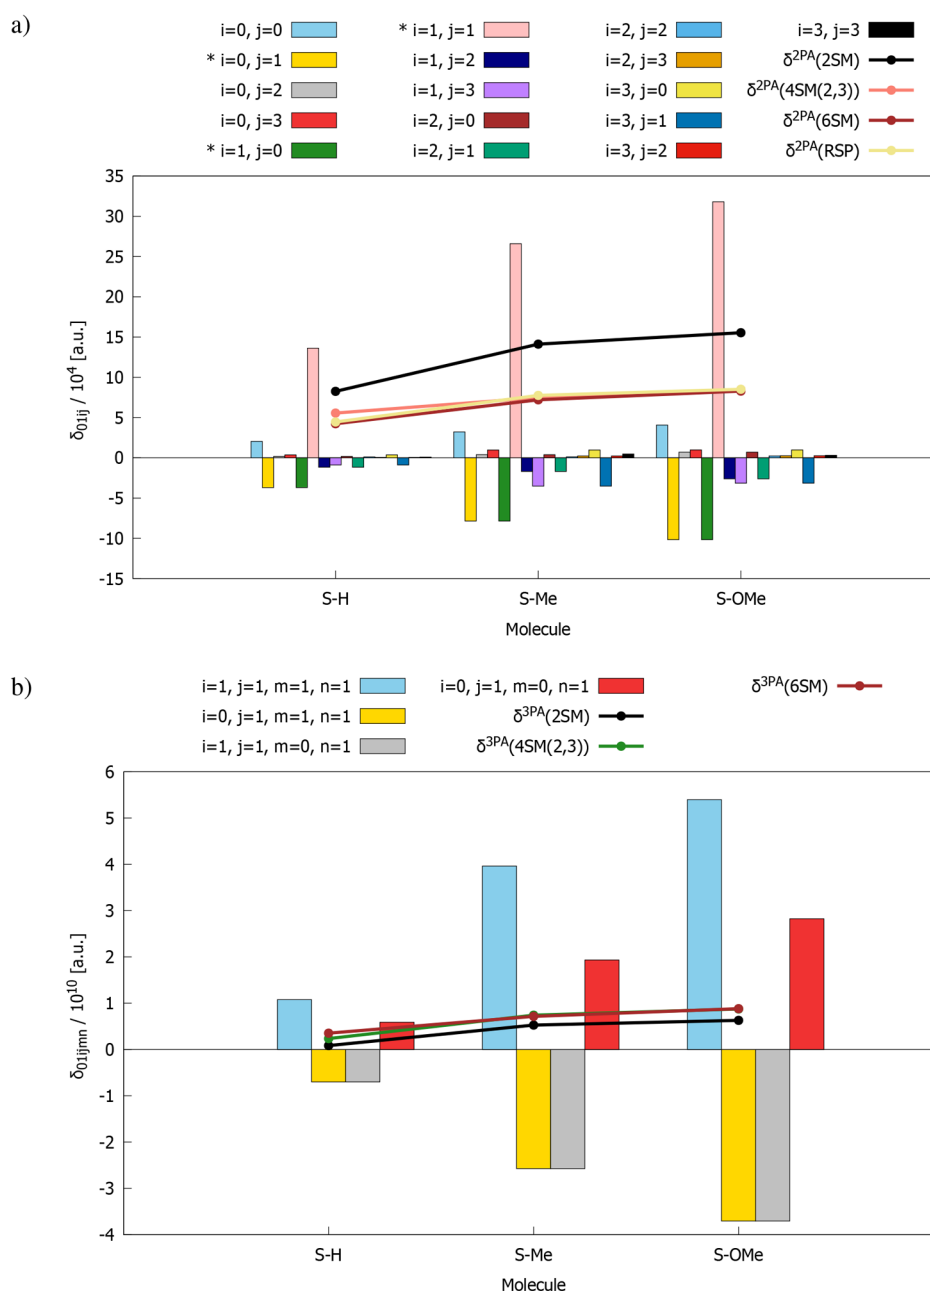 a)
i=0, j=0 * i=1, j=1 i=2, j=2 i=3, j=3
* i=0, j=1 i=1, j=2 i=2, j=3 δ²ᴾᴬ(2SM)
i=0, j=2 i=1, j=3 i=3, j=0 δ²ᴾᴬ(4SM(2,3))
i=0, j=3 i=2, j=0 i=3, j=1 δ²ᴾᴬ(6SM)
* i=1, j=0 i=2, j=1 i=3, j=2 δ²ᴾᴬ(RSP)
35
30
25
20
15
10
5
0
-5
-10
-15
δ01ij / 10⁴ [a.u.]
S-H S-Me S-OMe
Molecule
b)
i=1, j=1, m=1, n=1 i=0, j=1, m=0, n=1 δ³ᴾᴬ(6SM)
i=0, j=1, m=1, n=1 δ³ᴾᴬ(2SM)
i=1, j=1, m=0, n=1 δ³ᴾᴬ(4SM(2,3))
6
5
4
3
2
1
0
-1
-2
-3
-4
δ01ijmn / 10¹⁰ [a.u.]
S-H S-Me S-OMe
Molecule